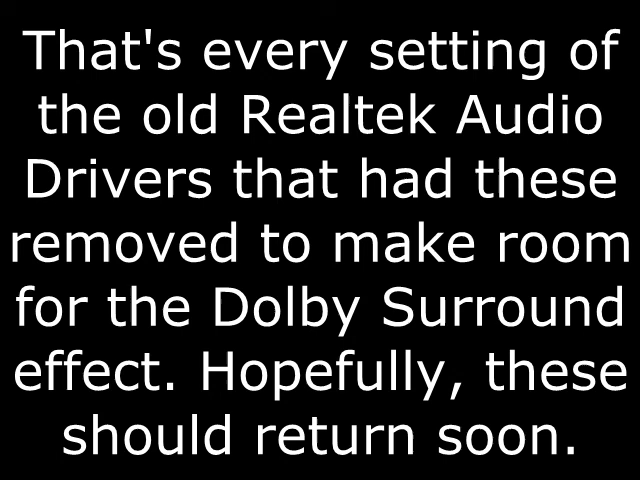 That's every setting of
the old Realtek Audio
Drivers that had these
removed to make room
for the Dolby Surround
effect. Hopefully, these
should return soon.